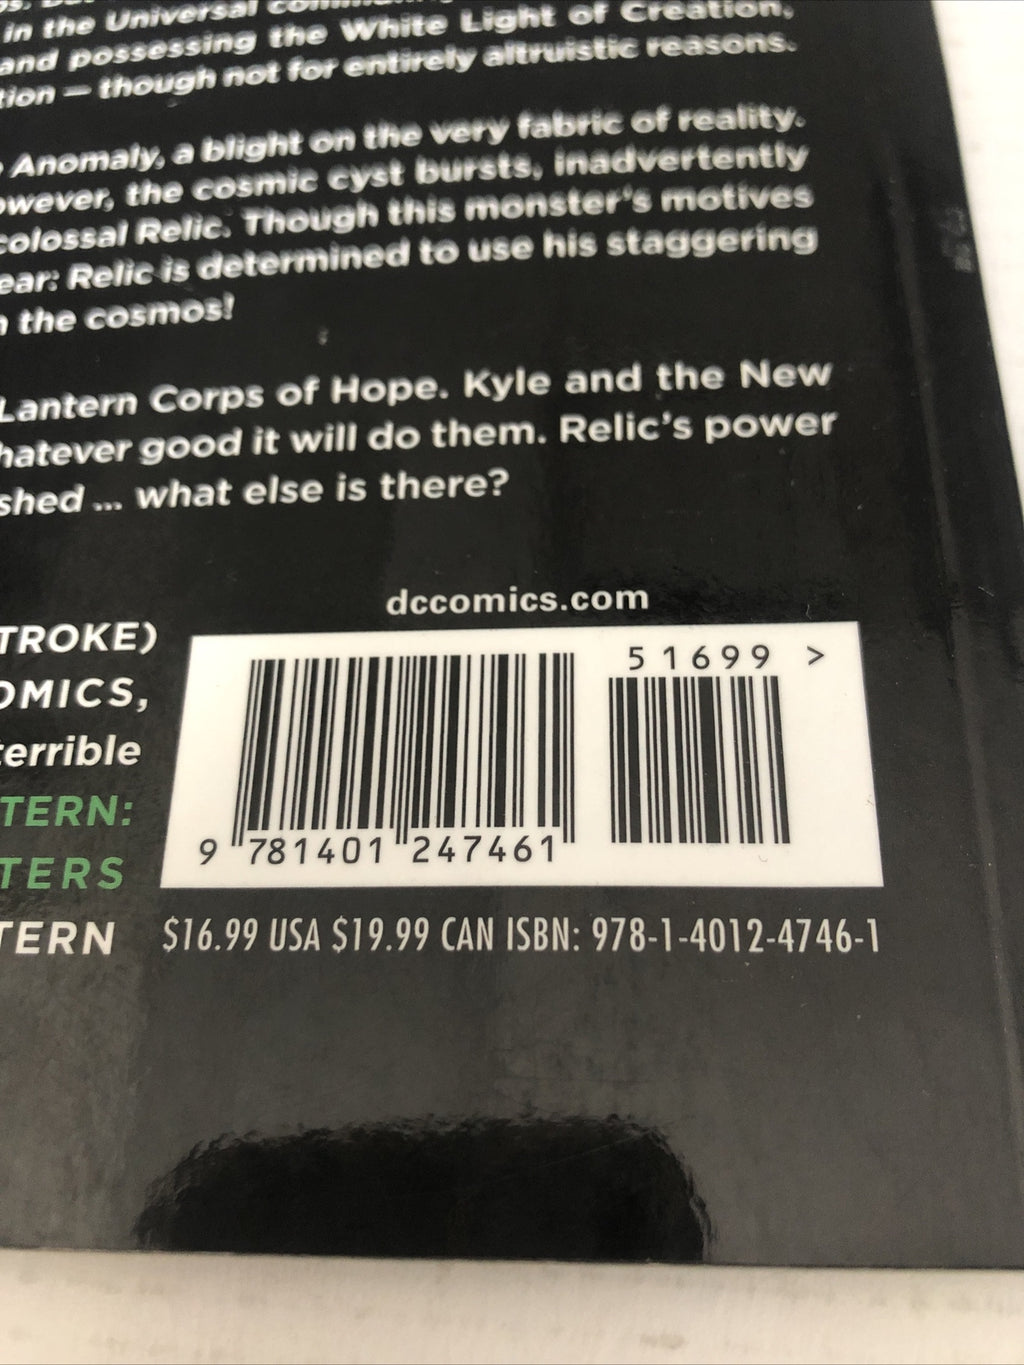 in the Universal
and possessing the White Light of Creation,
tion — though not for entirely altruistic reasons.
Anomaly, a blight on the very fabric of reality.
owever, the cosmic cyst bursts, inadvertently
colossal Relic. Though this monster's motives
ear: Relic is determined to use his staggering
the cosmos!
Lantern Corps of Hope. Kyle and the New
hatever good it will do them. Relic's power
shed ... what else is there?
dccomics.com
TROKE)
OMICS,
terrible
TERN:
TERS
TERN
5 1699 >
9 781401 247461
$16.99 USA $19.99 CAN ISBN: 978-1-4012-4746-1